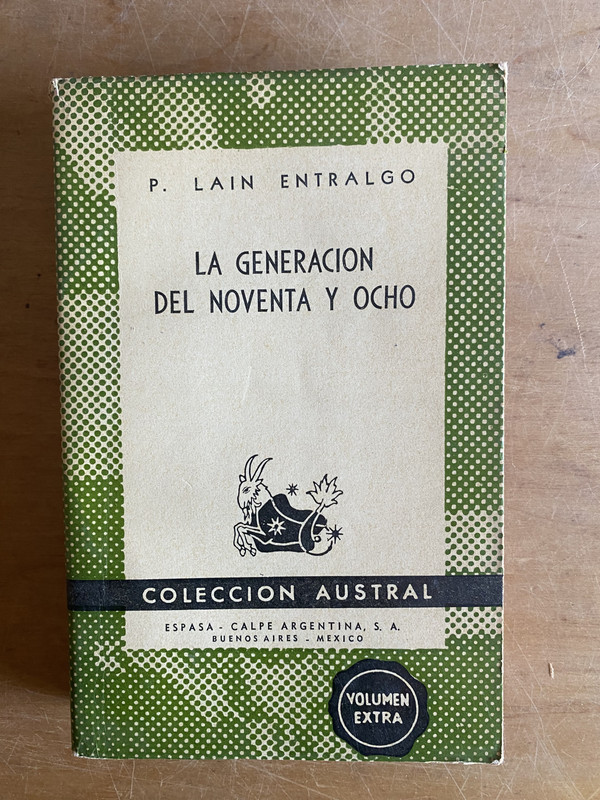 P. LAIN ENTRALGO
LA GENERACION
DEL NOVENTA Y OCHO
COLECCION AUSTRAL
ESPASA - CALPE ARGENTINA, S. A.
BUENOS AIRES - MEXICO
VOLUMEN
EXTRA